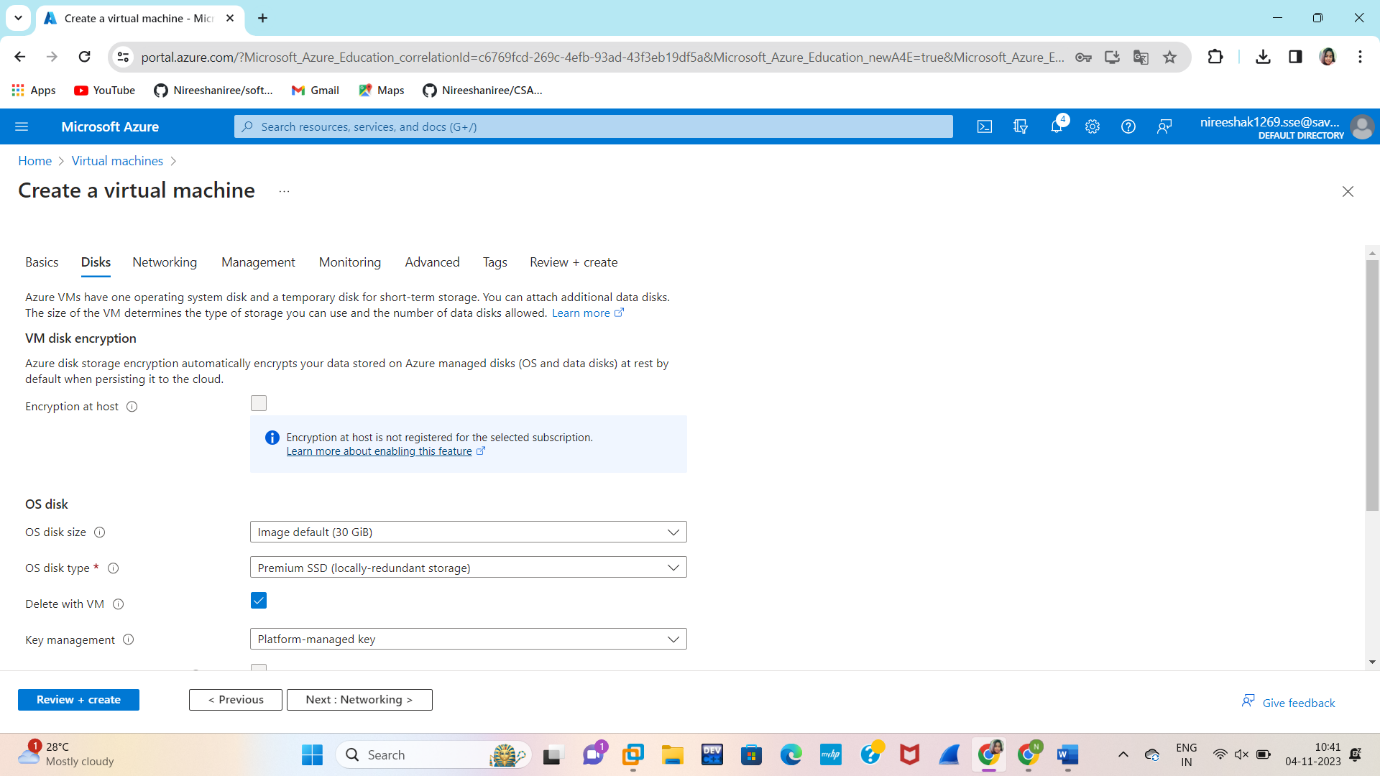 Create a virtual machine - Micr
portal.azure.com/?Microsoft_Azure_Education_correlationId=c6769fcd-269c-4efb-93ad-43f3eb19df5a&Microsoft_Azure_Education_newA4E=true&Microsoft_Azure_E...
Apps YouTube Nireeshaniree/soft... Gmail Maps Nireeshaniree/CSA...
Microsoft Azure Search resources, services, and docs (G+/) 4 nireeshak1269.sse@sav...
DEFAULT DIRECTORY
Home > Virtual machines >
Create a virtual machine ...
Basics Disks Networking Management Monitoring Advanced Tags Review + create
Azure VMs have one operating system disk and a temporary disk for short-term storage. You can attach additional data disks.
The size of the VM determines the type of storage you can use and the number of data disks allowed. Learn more
VM disk encryption
Azure disk storage encryption automatically encrypts your data stored on Azure managed disks (OS and data disks) at rest by
default when persisting it to the cloud.
Encryption at host
Encryption at host is not registered for the selected subscription.
Learn more about enabling this feature
OS disk
OS disk size Image default (30 GiB)
OS disk type * Premium SSD (locally-redundant storage)
Delete with VM
Key management Platform-managed key
Review + create < Previous Next : Networking > Give feedback
1 28°C
Mostly cloudy
Search 1 DEV myhp N W
ENG
IN
10:41
04-11-2023